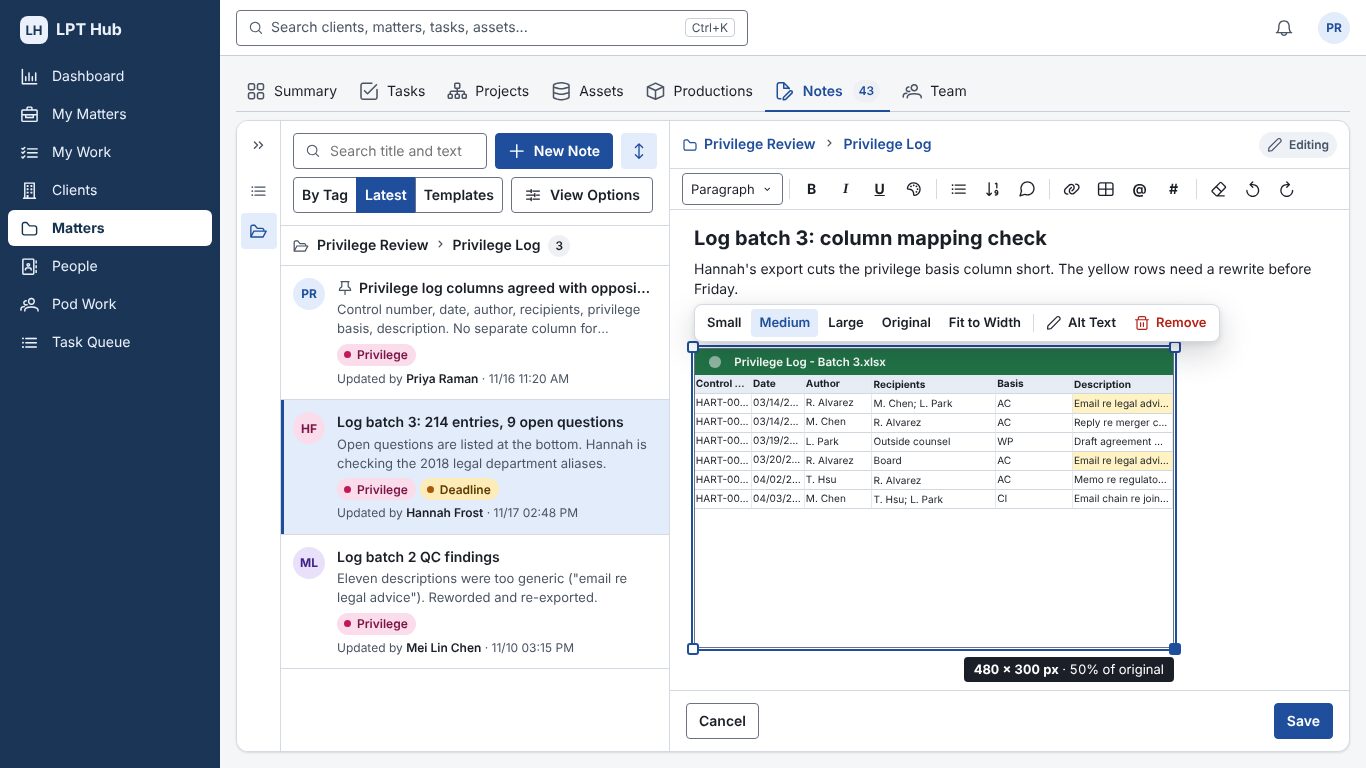 LH LPT Hub
Search clients, matters, tasks, assets... Ctrl+K
PR
Dashboard
My Matters
My Work
Clients
Matters
People
Pod Work
Task Queue
Summary Tasks Projects Assets Productions Notes 43 Team
Search title and text
New Note
By Tag Latest Templates View Options
Privilege Review › Privilege Log 3
PR
Privilege log columns agreed with opposi...
Control number, date, author, recipients, privilege
basis, description. No separate column for...
Privilege
Updated by Priya Raman · 11/16 11:20 AM
HF
Log batch 3: 214 entries, 9 open questions
Open questions are listed at the bottom. Hannah is
checking the 2018 legal department aliases.
Privilege Deadline
Updated by Hannah Frost · 11/17 02:48 PM
ML
Log batch 2 QC findings
Eleven descriptions were too generic ("email re
legal advice"). Reworded and re-exported.
Privilege
Updated by Mei Lin Chen · 11/10 03:15 PM
Privilege Review › Privilege Log
Editing
Paragraph B I U @ #
Log batch 3: column mapping check
Hannah's export cuts the privilege basis column short. The yellow rows need a rewrite before
Friday.
Small Medium Large Original Fit to Width Alt Text Remove
Privilege Log - Batch 3.xlsx
Control ... Date Author Recipients Basis Description
HART-00... 03/14/2... R. Alvarez M. Chen; L. Park AC Email re legal advi...
HART-00... 03/14/2... M. Chen R. Alvarez AC Reply re merger c...
HART-00... 03/19/2... L. Park Outside counsel WP Draft agreement ...
HART-00... 03/20/2... R. Alvarez Board AC Email re legal advi...
HART-00... 04/02/2... T. Hsu R. Alvarez AC Memo re regulato...
HART-00... 04/03/2... M. Chen T. Hsu; L. Park CI Email chain re join...
480 × 300 px · 50% of original
Cancel
Save